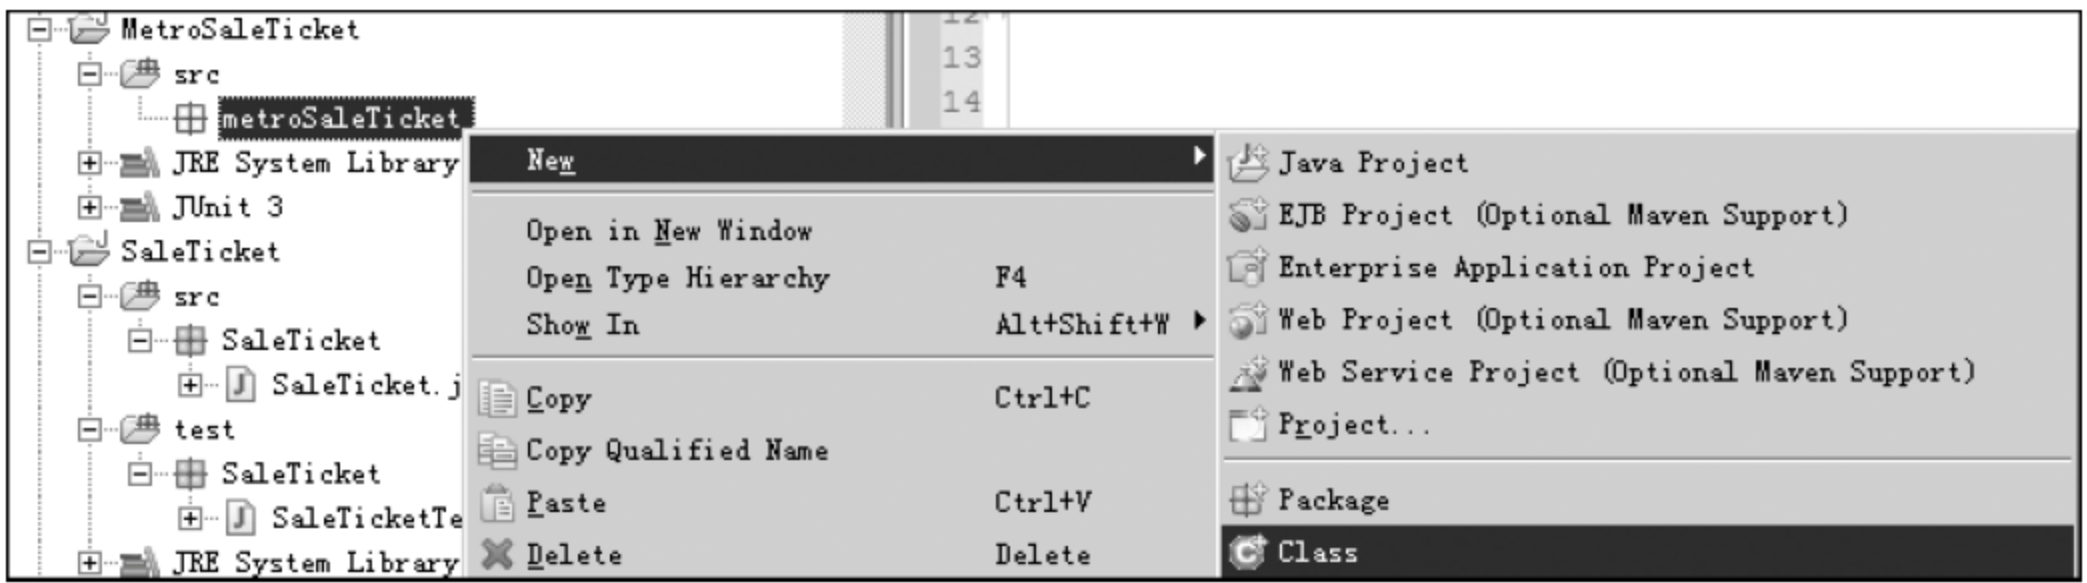 MetroSaleTicket
src
metroSaleTicket
JRE System Library
JUnit 3
SaleTicket
src
SaleTicket
SaleTicket.j
test
SaleTicket
SaleTicketTe
JRE System Library
12
13
14
New
Open in New Window
Open Type Hierarchy F4
Show In Alt+Shift+W
Copy Ctrl+C
Copy Qualified Name
Paste Ctrl+V
Delete Delete
Java Project
EJB Project (Optional Maven Support)
Enterprise Application Project
Web Project (Optional Maven Support)
Web Service Project (Optional Maven Support)
Project...
Package
Class